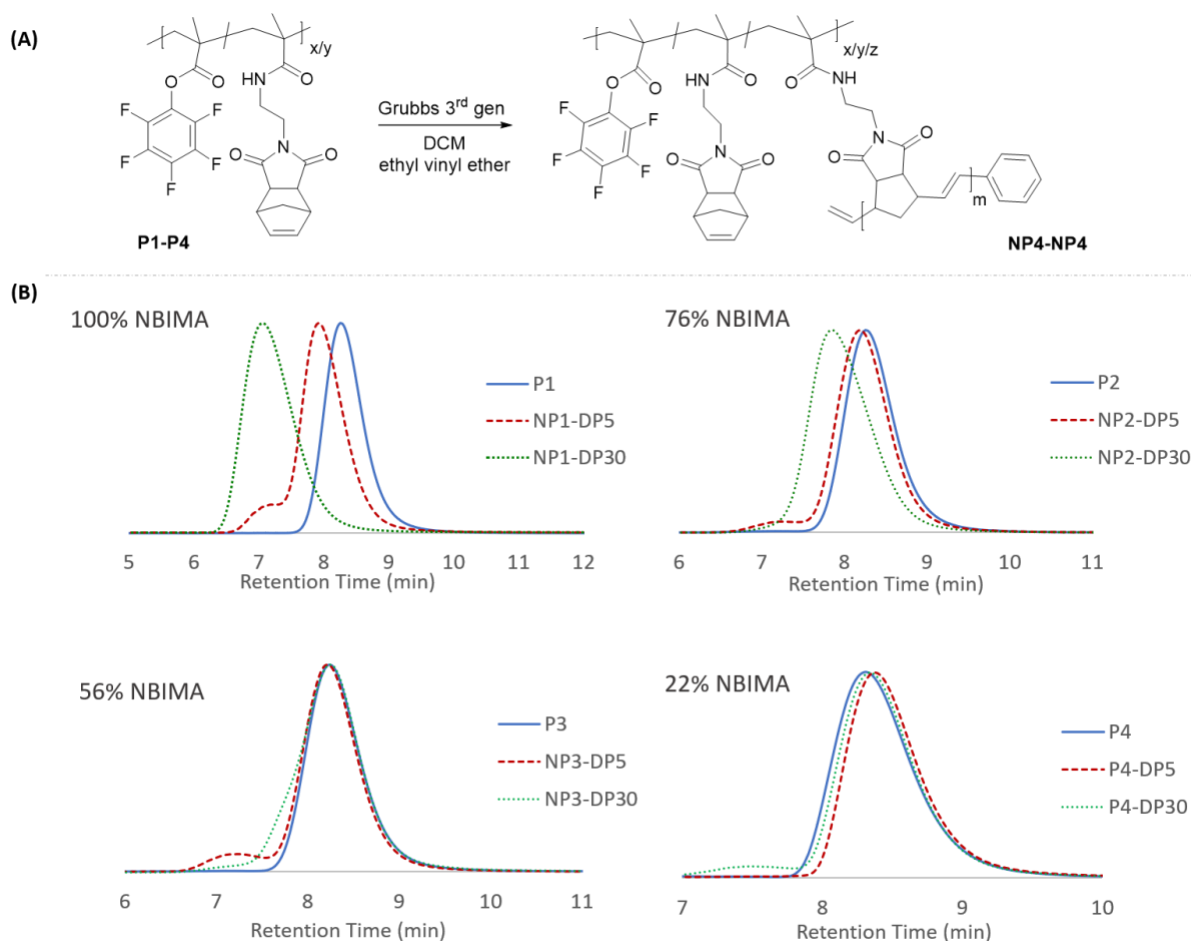 (A)
x/y
O
O
HN
O
F
F
F
F
F
N
O
O
P1-P4
Grubbs 3rd gen
DCM
ethyl vinyl ether
x/y/z
O
O
HN
O
O
NH
F
F
F
F
F
N
O
O
N
O
O
m
NP4-NP4
(B)
100% NBIMA
P1
NP1-DP5
NP1-DP30
5 6 7 8 9 10 11 12
Retention Time (min)
76% NBIMA
P2
NP2-DP5
NP2-DP30
6 7 8 9 10 11
Retention Time (min)
56% NBIMA
P3
NP3-DP5
NP3-DP30
6 7 8 9 10 11
Retention Time (min)
22% NBIMA
P4
P4-DP5
P4-DP30
7 8 9 10
Retention Time (min)